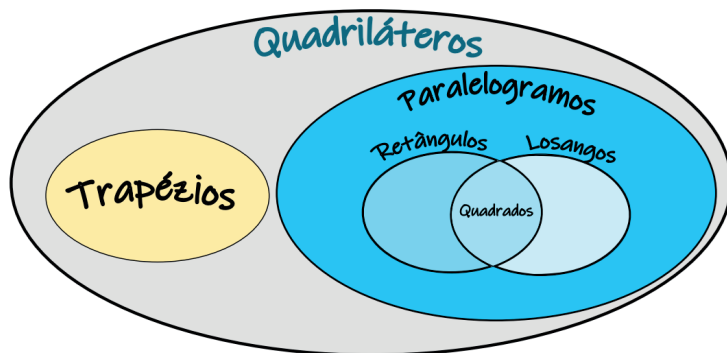 Quadriláteros
Paralelogramos
Retângulos
Losangos
Trapézios
Quadrados